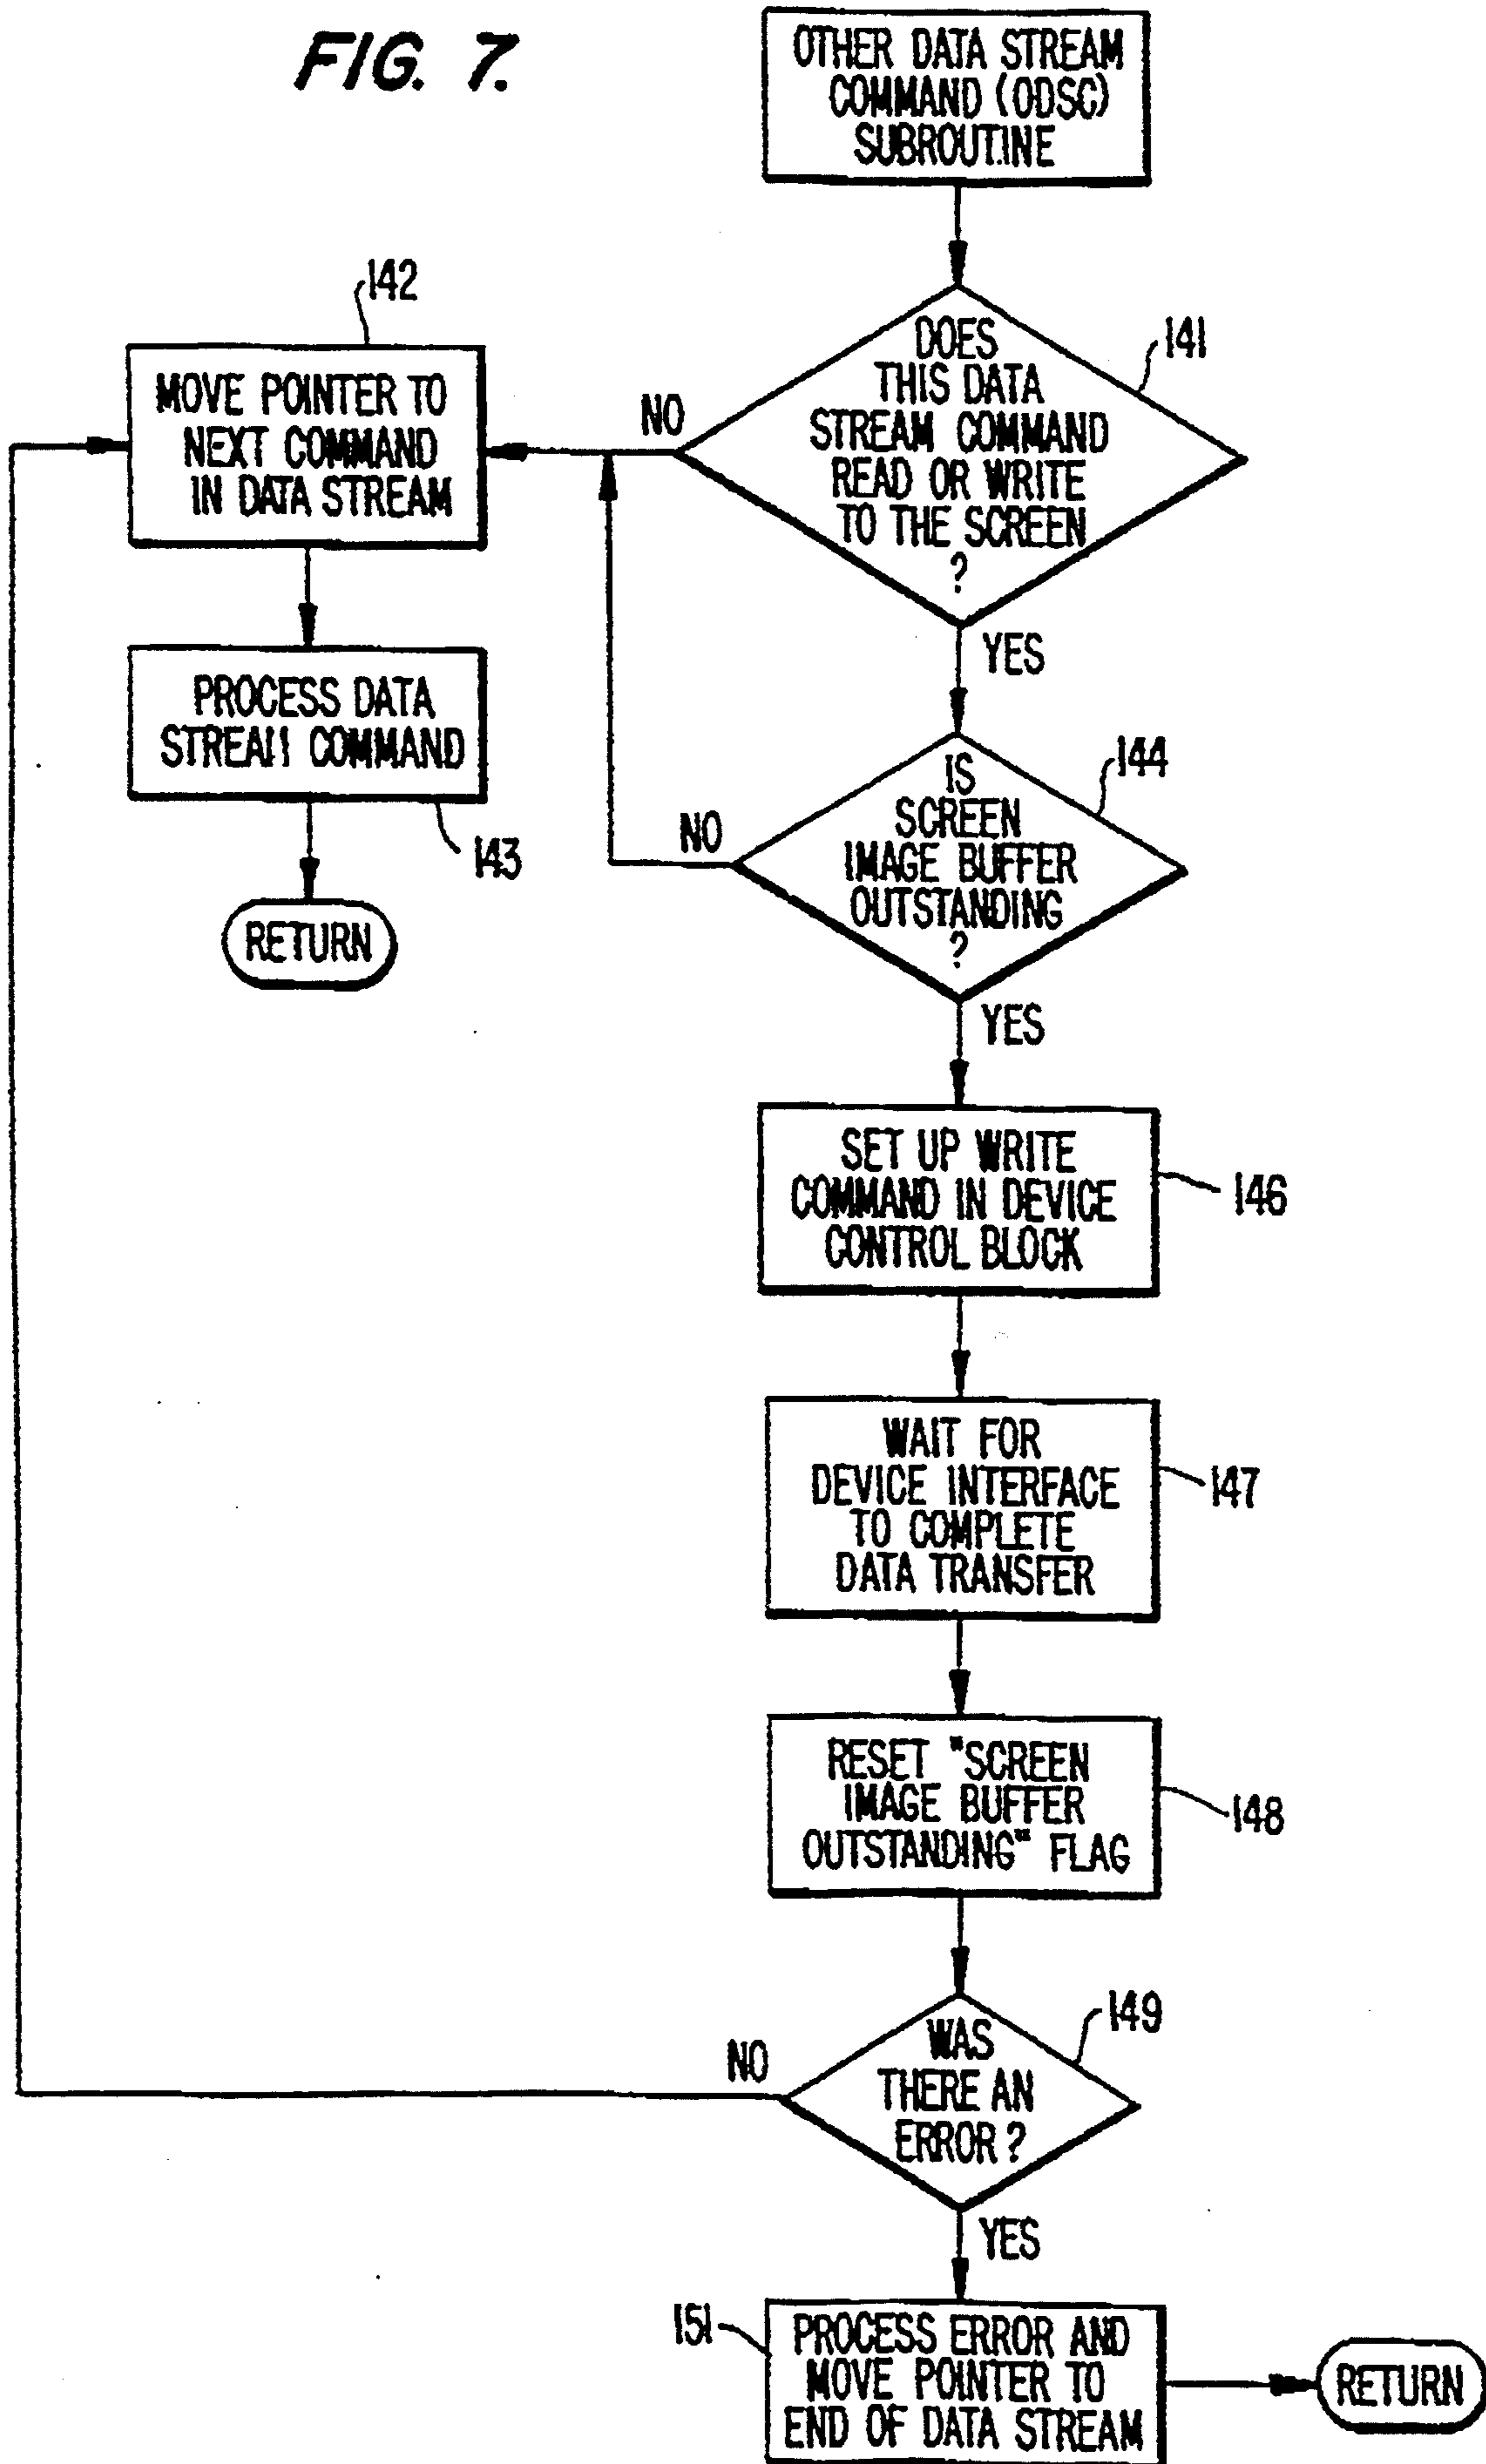 FIG. 7.
OTHER DATA STREAM
COMMAND (ODSC)
SUBROUTINE
142
MOVE POINTER TO
NEXT COMMAND
IN DATA STREAM
NO
DOES
THIS DATA
STREAM COMMAND
READ OR WRITE
TO THE SCREEN
?
141
YES
PROCESS DATA
STREAM COMMAND
143
RETURN
NO
IS
SCREEN
IMAGE BUFFER
OUTSTANDING
?
144
YES
SET UP WRITE
COMMAND IN DEVICE
CONTROL BLOCK
146
WAIT FOR
DEVICE INTERFACE
TO COMPLETE
DATA TRANSFER
147
RESET "SCREEN
IMAGE BUFFER
OUTSTANDING" FLAG
148
NO
WAS
THERE AN
ERROR?
149
YES
151
PROCESS ERROR AND
MOVE POINTER TO
END OF DATA STREAM
RETURN